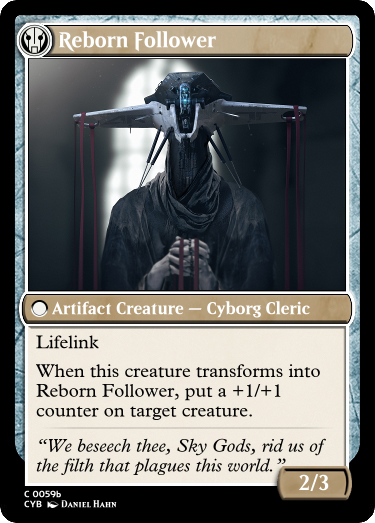 Reborn Follower
Artifact Creature — Cyborg Cleric
Lifelink
When this creature transforms into
Reborn Follower, put a +1/+1
counter on target creature.
“We beseech thee, Sky Gods, rid us of
the filth that plagues this world.”
2/3
C 0059b
CYB Daniel Hahn